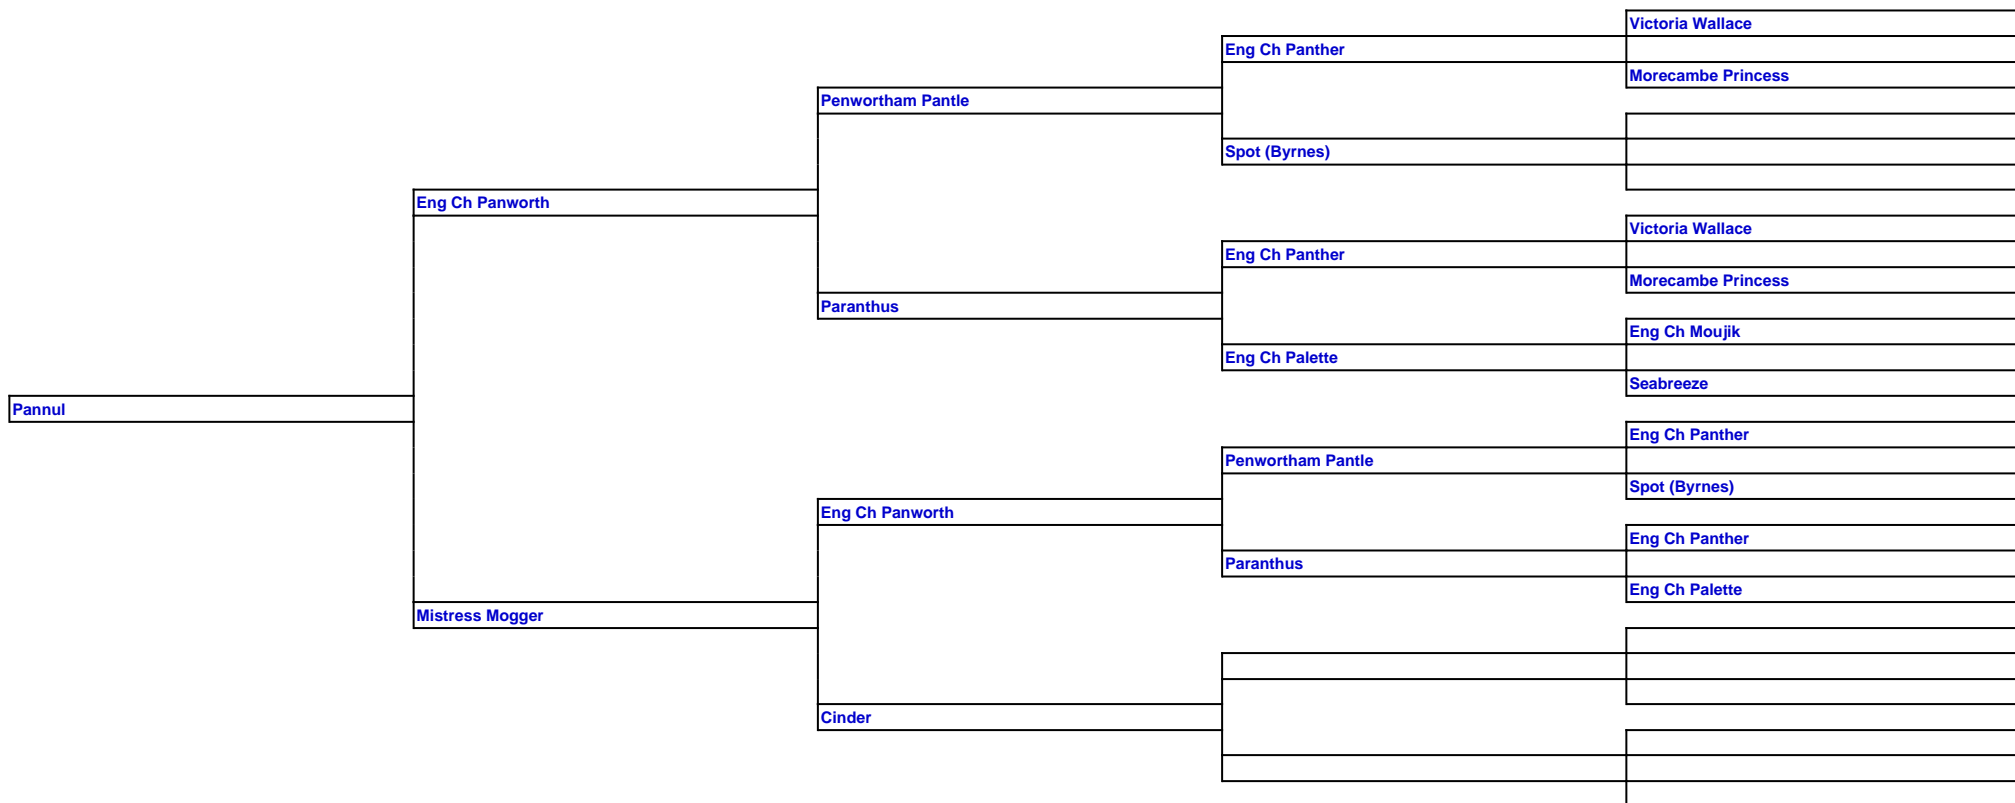 Victoria Wallace
Eng Ch Panther
Morecambe Princess
Penwortham Pantle
Spot (Byrnes)
Eng Ch Panworth
Victoria Wallace
Eng Ch Panther
Morecambe Princess
Paranthus
Eng Ch Moujik
Eng Ch Palette
Seabreeze
Pannul
Eng Ch Panther
Penwortham Pantle
Spot (Byrnes)
Eng Ch Panworth
Eng Ch Panther
Paranthus
Eng Ch Palette
Mistress Mogger
Cinder